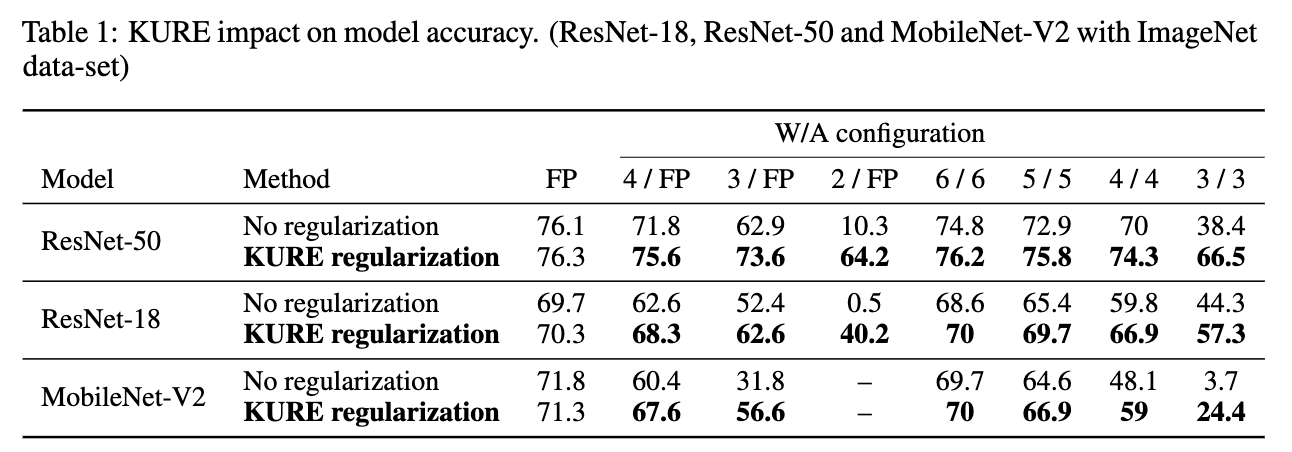 Table 1: KURE impact on model accuracy. (ResNet-18, ResNet-50 and MobileNet-V2 with ImageNet
data-set)
W/A configuration
Model Method FP 4 / FP 3 / FP 2 / FP 6 / 6 5 / 5 4 / 4 3 / 3
ResNet-50
No regularization 76.1 71.8 62.9 10.3 74.8 72.9 70 38.4
KURE regularization 76.3 75.6 73.6 64.2 76.2 75.8 74.3 66.5
ResNet-18
No regularization 69.7 62.6 52.4 0.5 68.6 65.4 59.8 44.3
KURE regularization 70.3 68.3 62.6 40.2 70 69.7 66.9 57.3
MobileNet-V2
No regularization 71.8 60.4 31.8 – 69.7 64.6 48.1 3.7
KURE regularization 71.3 67.6 56.6 – 70 66.9 59 24.4